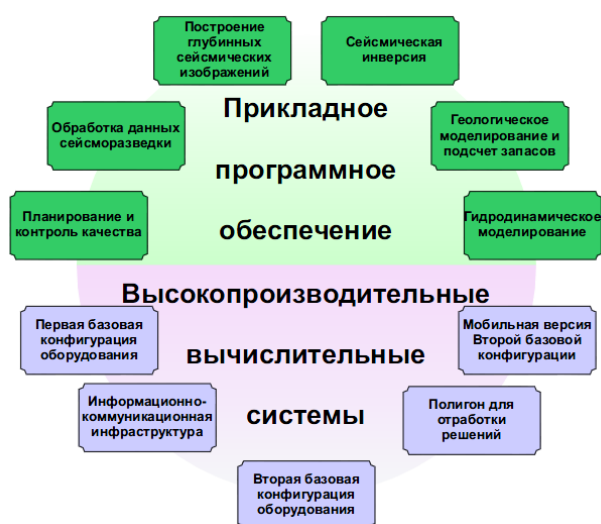 Построение
глубинных
сейсмических
изображений
Сейсмическая
инверсия
Прикладное
программное
обеспечение
Обработка данных
сейсморазведки
Геологическое
моделирование и
подсчет запасов
Планирование и
контроль качества
Гидродинамическое
моделирование
Высокопроизводительные
вычислительные
системы
Первая базовая
конфигурация
оборудования
Мобильная версия
Второй базовой
конфигурации
Информационно-
коммуникационная
инфраструктура
Полигон для
отработки
решений
Вторая базовая
конфигурация
оборудования